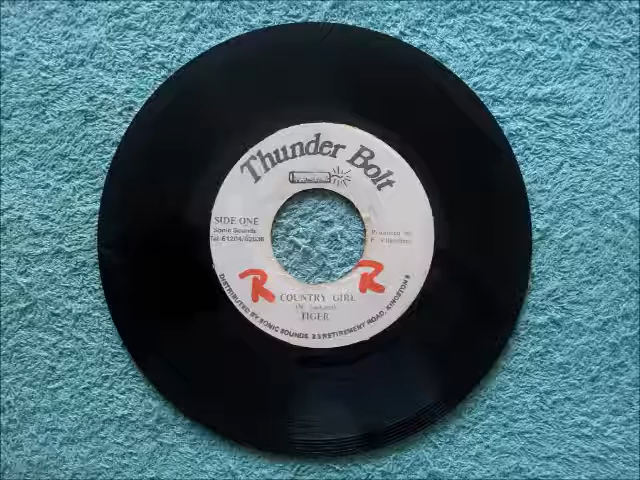 Thunder Bolt
SIDE ONE
Sonic Sounds
Produced by
R R
COUNTRY GIRL
TIGER
DISTRIBUTED BY SONIC SOUNDS, 25 RETIREMENT ROAD, KINGSTON 5